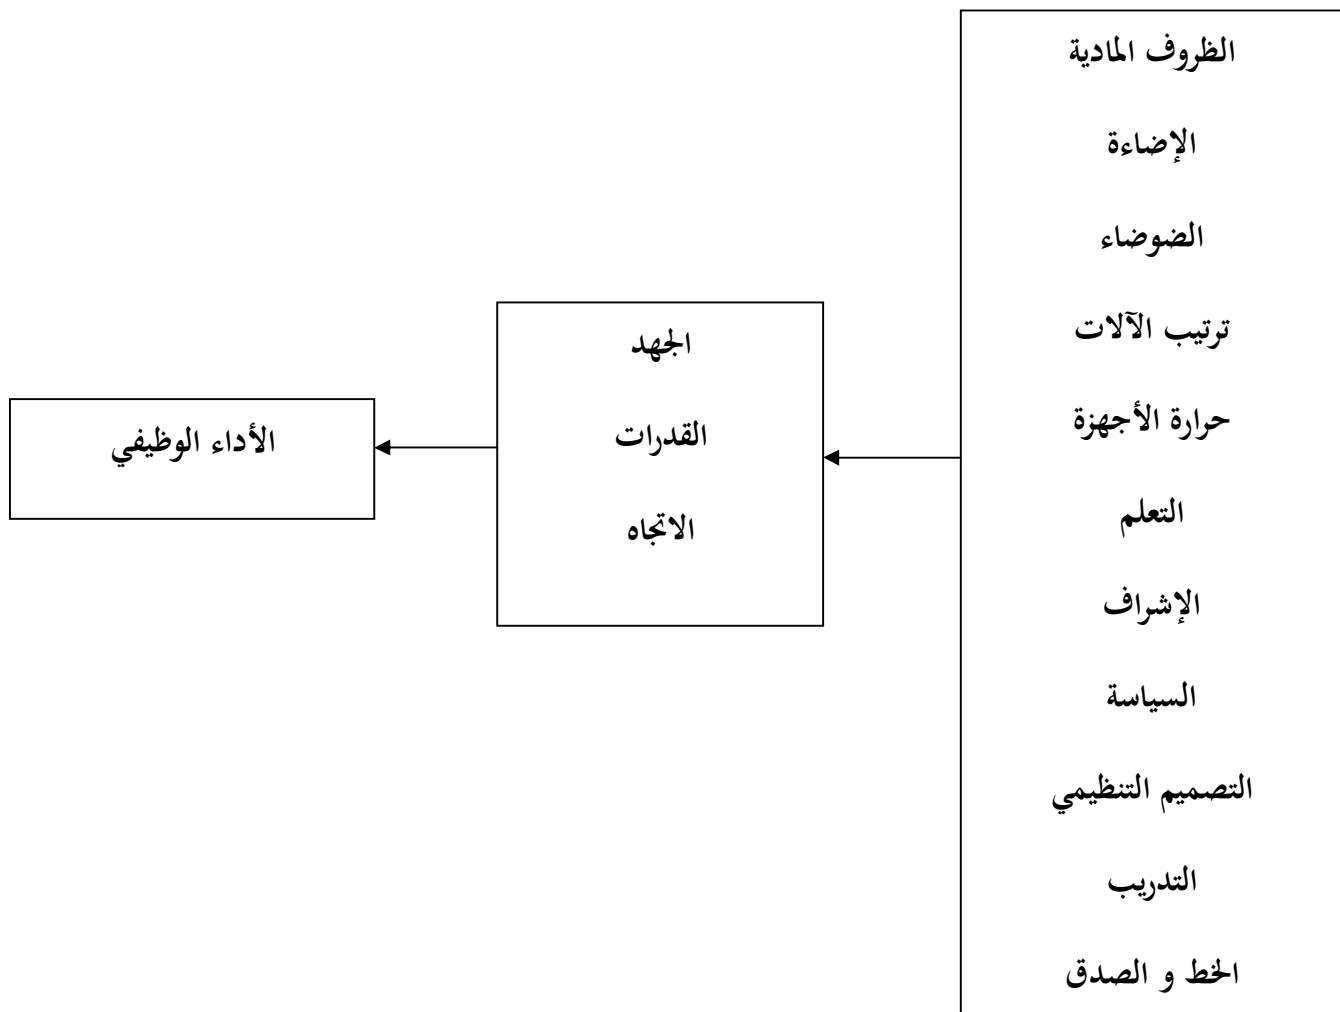 الظروف المادية
الإضاءة
الضوضاء
ترتيب الآلات
حرارة الأجهزة
التعلم
الإشراف
السياسة
التصميم التنظيمي
التدريب
الخط و الصدق
الجهد
القدرات
الاتجاه
الأداء الوظيفي